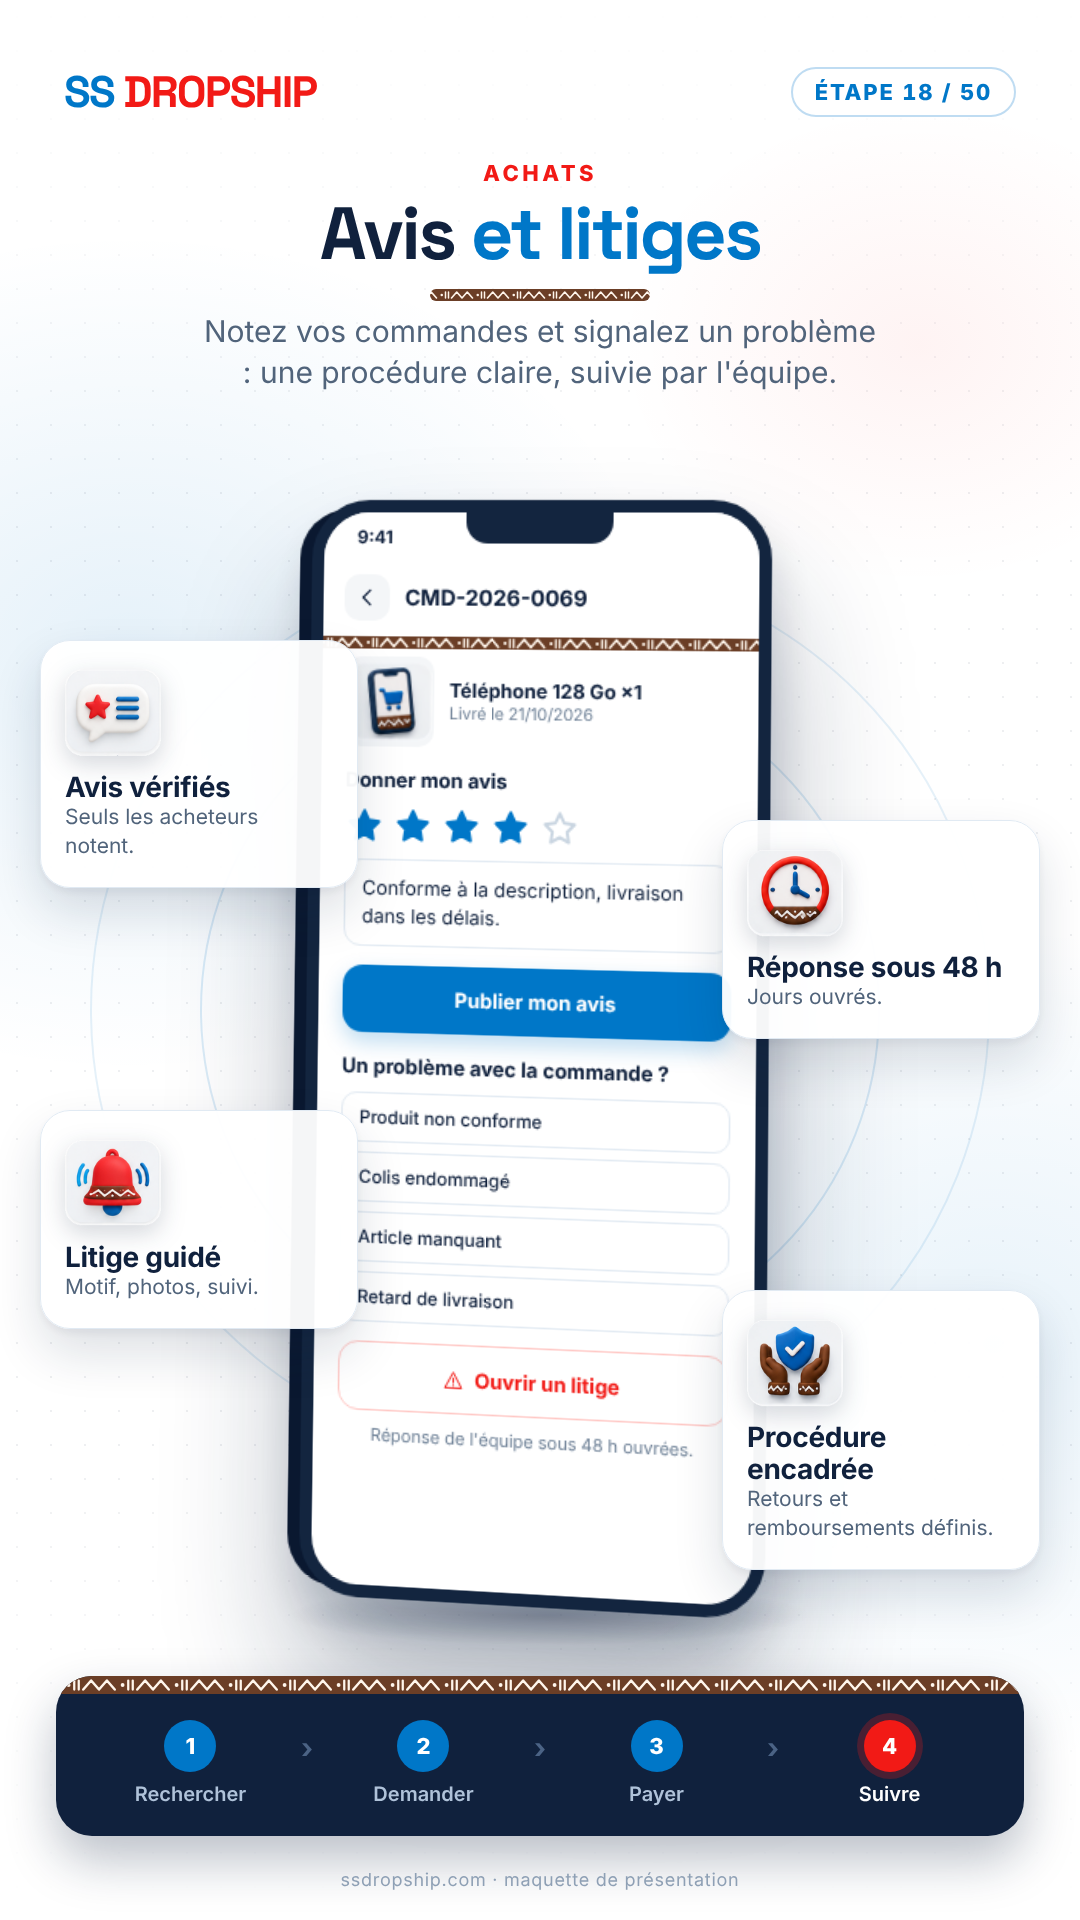 SS DROPSHIP
ÉTAPE 18 / 50
ACHATS
Avis et litiges
Notez vos commandes et signalez un problème
: une procédure claire, suivie par l'équipe.
9:41
CMD-2026-0069
Téléphone 128 Go ×1
Livré le 21/10/2026
Donner mon avis
Conforme à la description, livraison
dans les délais.
Publier mon avis
Un problème avec la commande ?
Produit non conforme
Colis endommagé
Article manquant
Retard de livraison
⚠ Ouvrir un litige
Réponse de l'équipe sous 48 h ouvrées.
Avis vérifiés
Seuls les acheteurs
notent.
Réponse sous 48 h
Jours ouvrés.
Litige guidé
Motif, photos, suivi.
Procédure
encadrée
Retours et
remboursements définis.
1 › 2 › 3 › 4
Rechercher Demander Payer Suivre
ssdropship.com · maquette de présentation